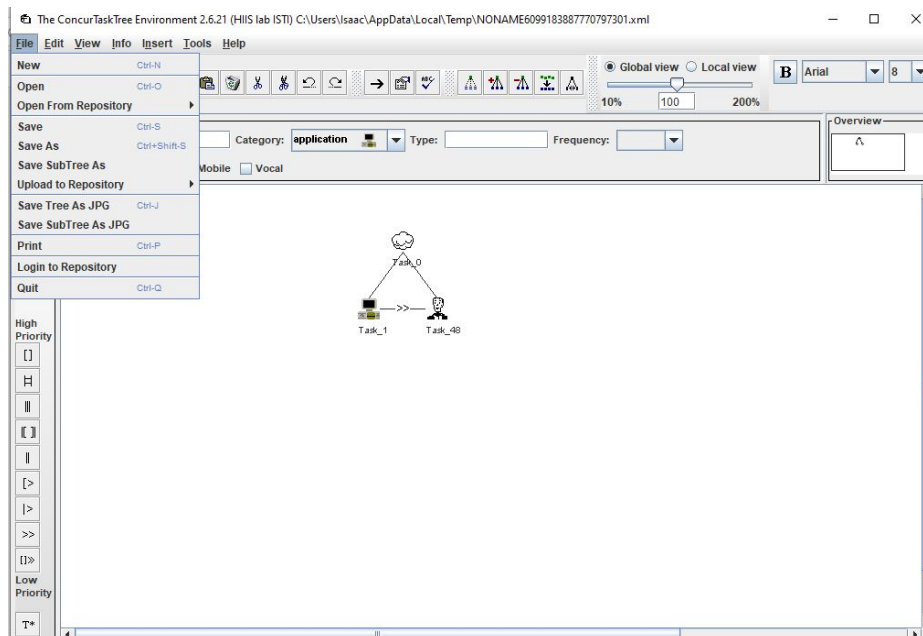 The ConcurTaskTree Environment 2.6.21 (HIIS lab ISTI) C:\Users\Isaac\AppData\Local\Temp\NONAME6099183887770797301.xml
File Edit View Info Insert Tools Help
New Ctrl-N
Open Ctrl-O
Open From Repository
Save Ctrl-S
Save As Ctrl+Shift-S
Save SubTree As
Upload to Repository
Save Tree As JPG Ctrl-J
Save SubTree As JPG
Print Ctrl-P
Login to Repository
Quit Ctrl-Q
Global view Local view
10% 100 200%
B Arial 8
Category: application Type: Frequency:
Mobile Vocal
Overview
Task_0
>>
Task_1 Task_48
High
Priority
[]
|||
||
[>
|>
>>
[]»
Low
Priority
T*